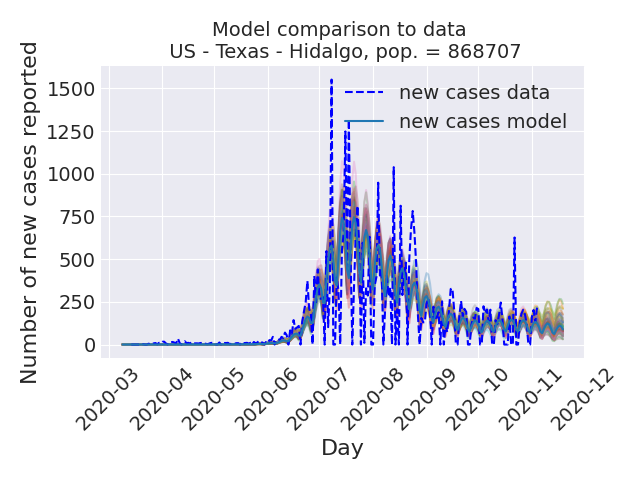 Model comparison to data
US - Texas - Hidalgo, pop. = 868707
new cases data
new cases model
Number of new cases reported
1500
1250
1000
750
500
250
0
2020-03
2020-04
2020-05
2020-06
2020-07
2020-08
2020-09
2020-10
2020-11
2020-12
Day